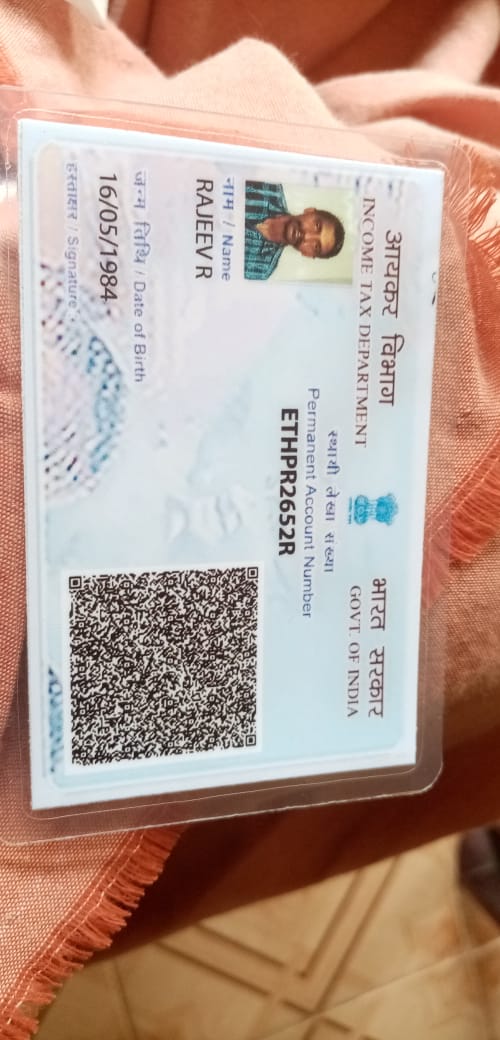 आयकर विभाग
INCOME TAX DEPARTMENT
भारत सरकार
GOVT. OF INDIA
स्थायी लेखा संख्या
Permanent Account Number
ETHPR2652R
नाम / Name
RAJEEV R
जन्म तिथि / Date of Birth
16/05/1984
हस्ताक्षर / Signature